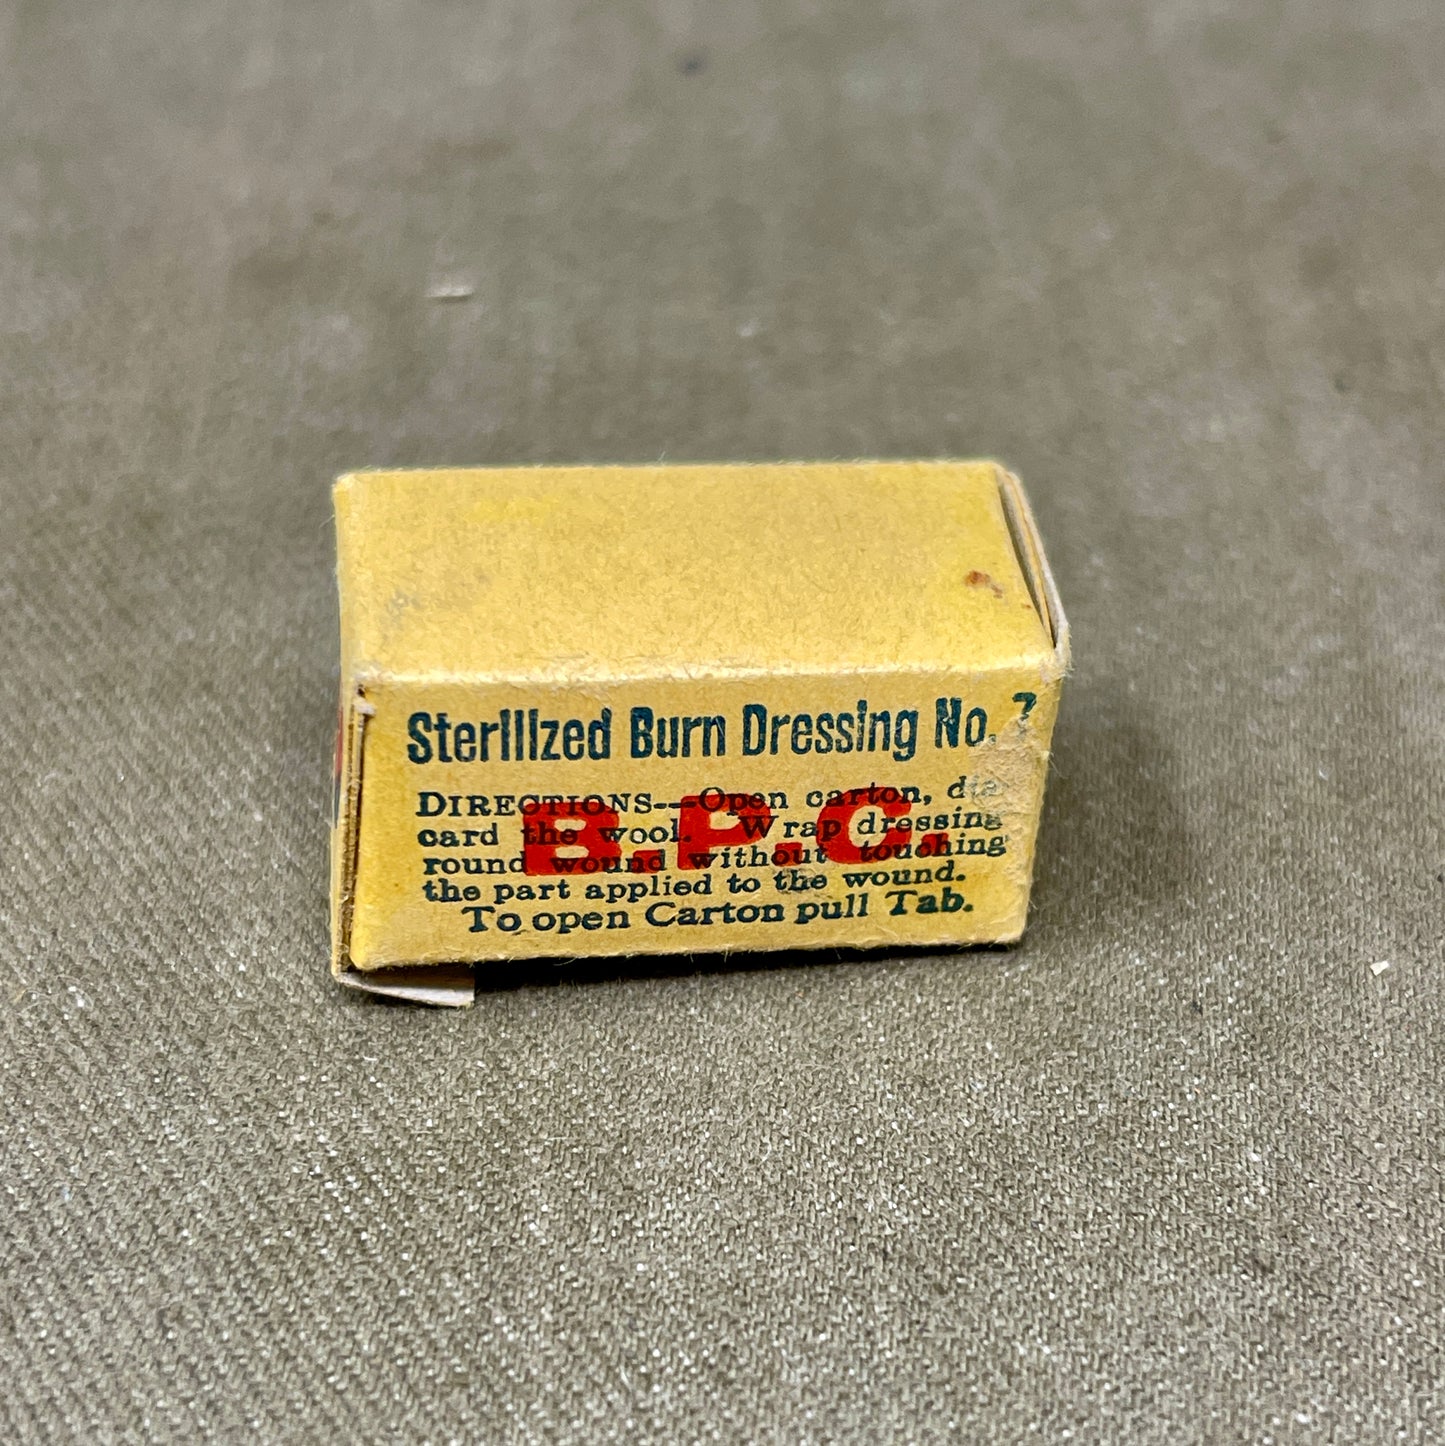 Sterilized Burn Dressing No. 7
DIRECTIONS--Open carton, dis
card the wool. Wrap dressing
round wound without touching
the part applied to the wound.
To open Carton pull Tab.
B.P.C.